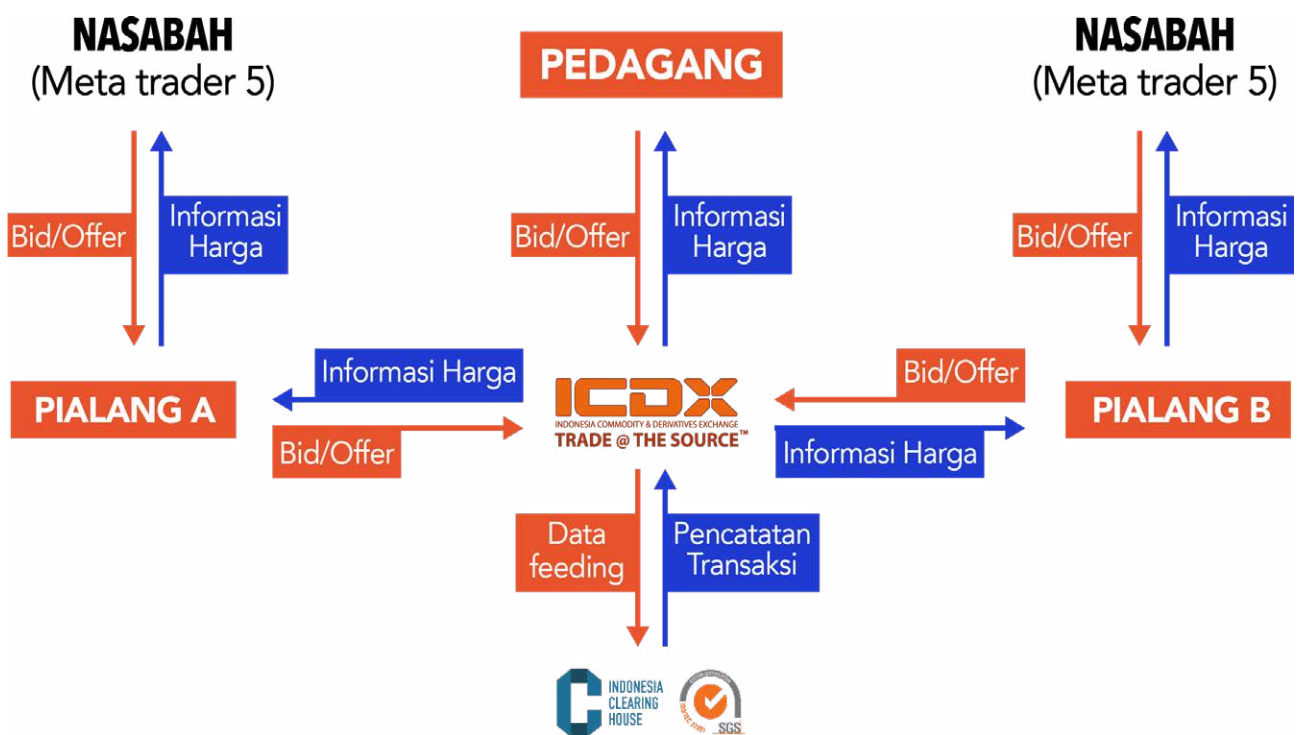 NASABAH
(Meta trader 5)
PEDAGANG
NASABAH
(Meta trader 5)
Bid/Offer
Informasi
Harga
Bid/Offer
Informasi
Harga
Bid/Offer
Informasi
Harga
PIALANG A
Informasi Harga
Bid/Offer
ICDX
INDONESIA COMMODITY & DERIVATIVES EXCHANGE
TRADE @ THE SOURCE™
Bid/Offer
Informasi Harga
PIALANG B
Data
feeding
Pencatatan
Transaksi
INDONESIA
CLEARING
HOUSE
SGS